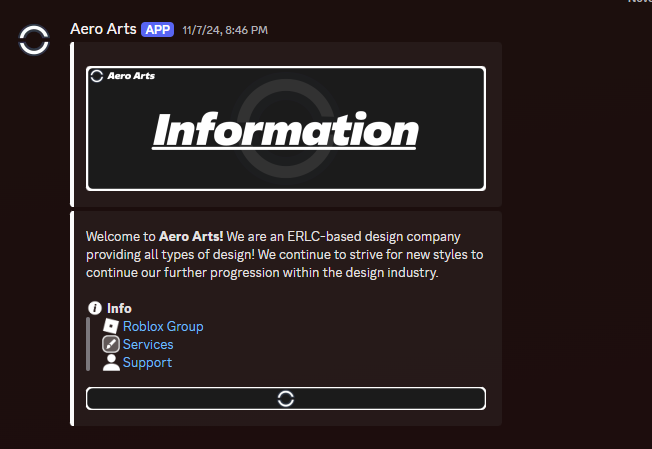 Aero Arts APP 11/7/24, 8:46 PM
Aero Arts
Information
Welcome to Aero Arts! We are an ERLC-based design company
providing all types of design! We continue to strive for new styles to
continue our further progression within the design industry.
Info
Roblox Group
Services
Support